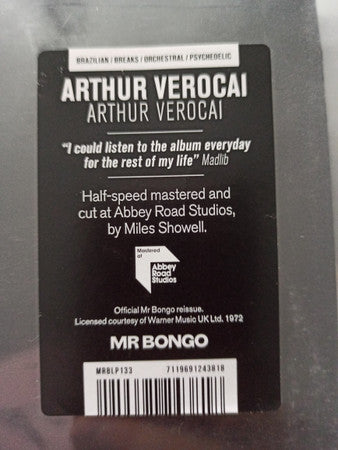 BRAZILIAN / BREAKS / ORCHESTRAL / PSYCHEDELIC
ARTHUR VEROCAI
ARTHUR VEROCAI
"I could listen to the album everyday
for the rest of my life" Madlib
Half-speed mastered and
cut at Abbey Road Studios,
by Miles Showell.
Mastered
at
Abbey
Road
Studios
Official Mr Bongo reissue.
Licensed courtesy of Warner Music UK Ltd. 1972
MR BONGO
MRBLP133 7119691243818